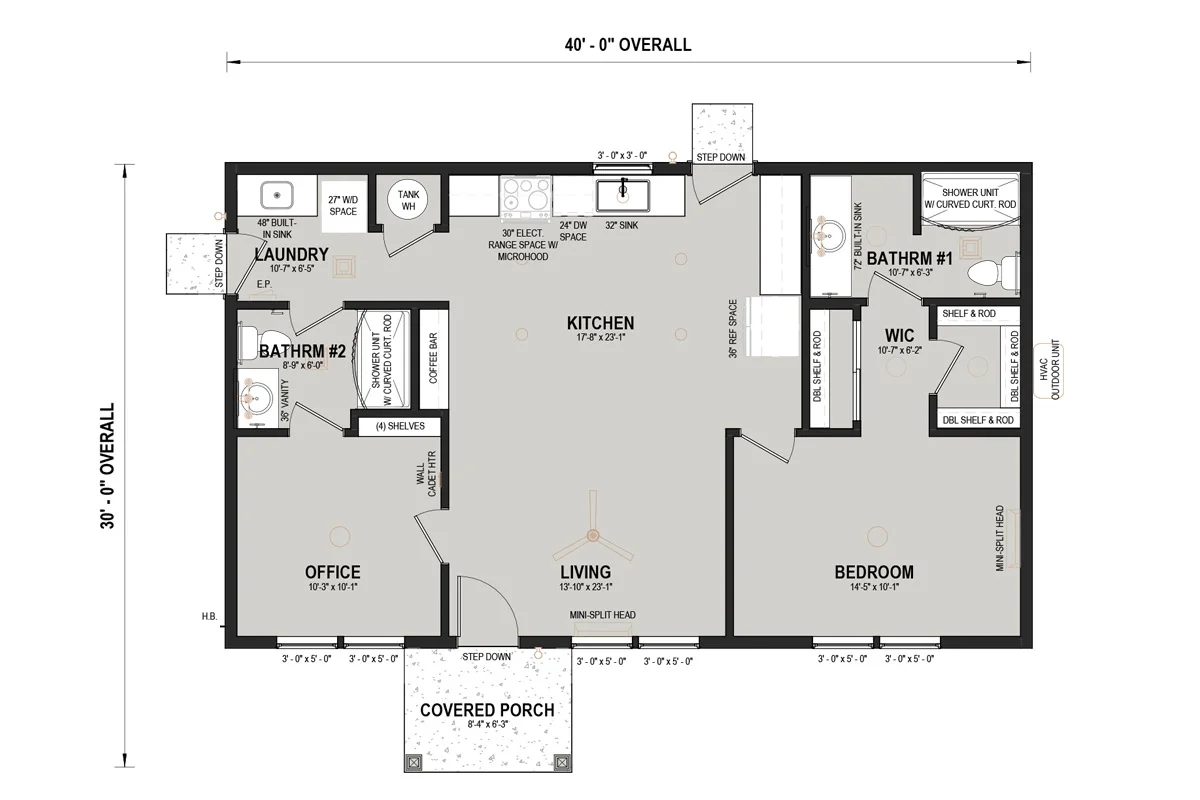 40' - 0" OVERALL
30' - 0" OVERALL
STEP DOWN
3' - 0" x 3' - 0"
48" BUILT-
IN SINK
27" W/D
SPACE
TANK
WH
30" ELECT.
RANGE SPACE W/
MICROHOOD
24" DW
SPACE
32" SINK
72" BUILT-IN SINK
SHOWER UNIT
W/ CURVED CURT. ROD
STEP DOWN
LAUNDRY
10'-7" x 6'-5"
E.P.
BATHRM #1
10'-7" x 6'-3"
KITCHEN
17'-8" x 23'-1"
36" REF SPACE
BATHRM #2
8'-9" x 6'-0"
36" VANITY
SHOWER UNIT
W/ CURVED CURT. ROD
COFFEE BAR
(4) SHELVES
DBL SHELF & ROD
WIC
10'-7" x 6'-2"
SHELF & ROD
DBL SHELF & ROD
DBL SHELF & ROD
HVAC
OUTDOOR UNIT
WALL
CADET HTR
OFFICE
10'-3" x 10'-1"
LIVING
13'-10" x 23'-1"
MINI-SPLIT HEAD
BEDROOM
14'-5" x 10'-1"
MINI-SPLIT HEAD
H.B.
3' - 0" x 5' - 0"
3' - 0" x 5' - 0"
STEP DOWN
3' - 0" x 5' - 0"
3' - 0" x 5' - 0"
3' - 0" x 5' - 0"
3' - 0" x 5' - 0"
COVERED PORCH
8'-4" x 6'-3"